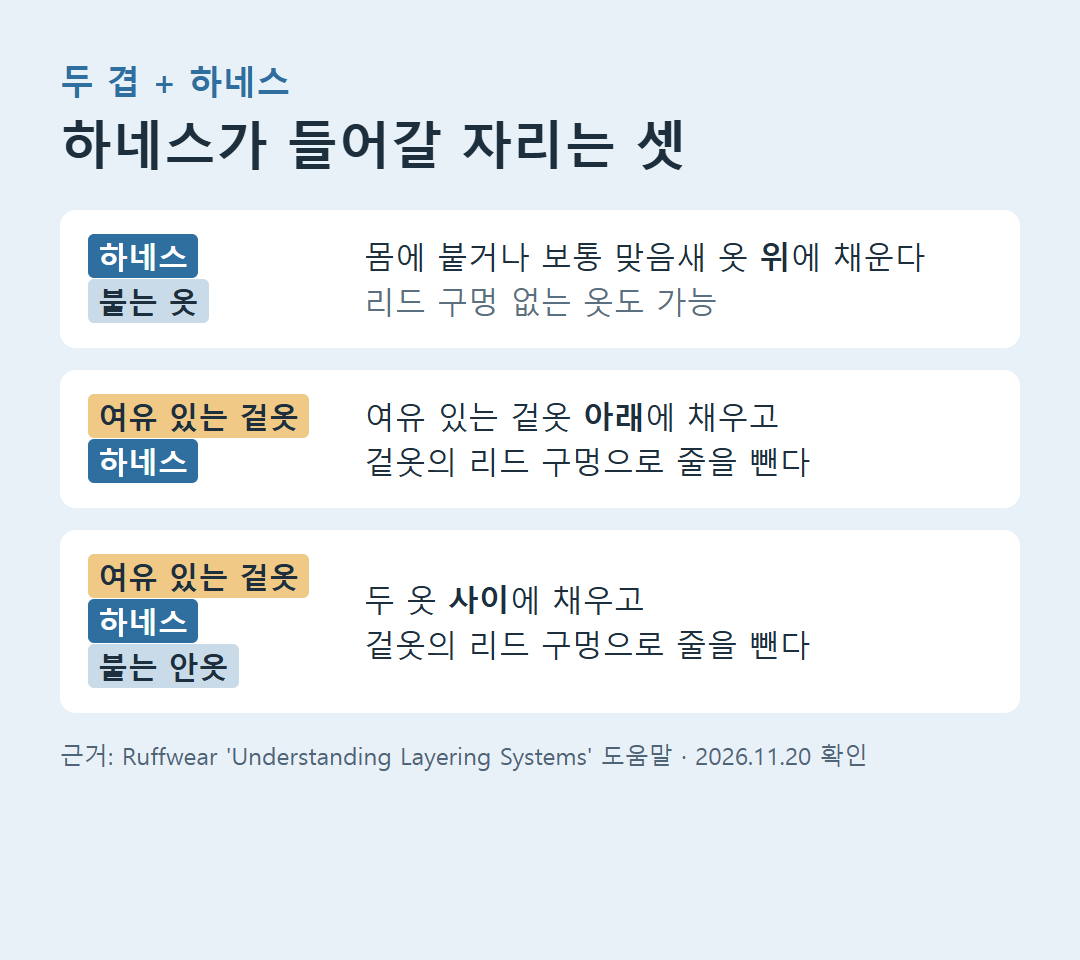 두 겹 + 하네스
하네스가 들어갈 자리는 셋
하네스
붙는 옷
몸에 붙거나 보통 맞음새 옷 위에 채운다
리드 구멍 없는 옷도 가능
여유 있는 겉옷
하네스
여유 있는 겉옷 아래에 채우고
겉옷의 리드 구멍으로 줄을 뺀다
여유 있는 겉옷
하네스
붙는 안옷
두 옷 사이에 채우고
겉옷의 리드 구멍으로 줄을 뺀다
근거: Ruffwear 'Understanding Layering Systems' 도움말 · 2026.11.20 확인